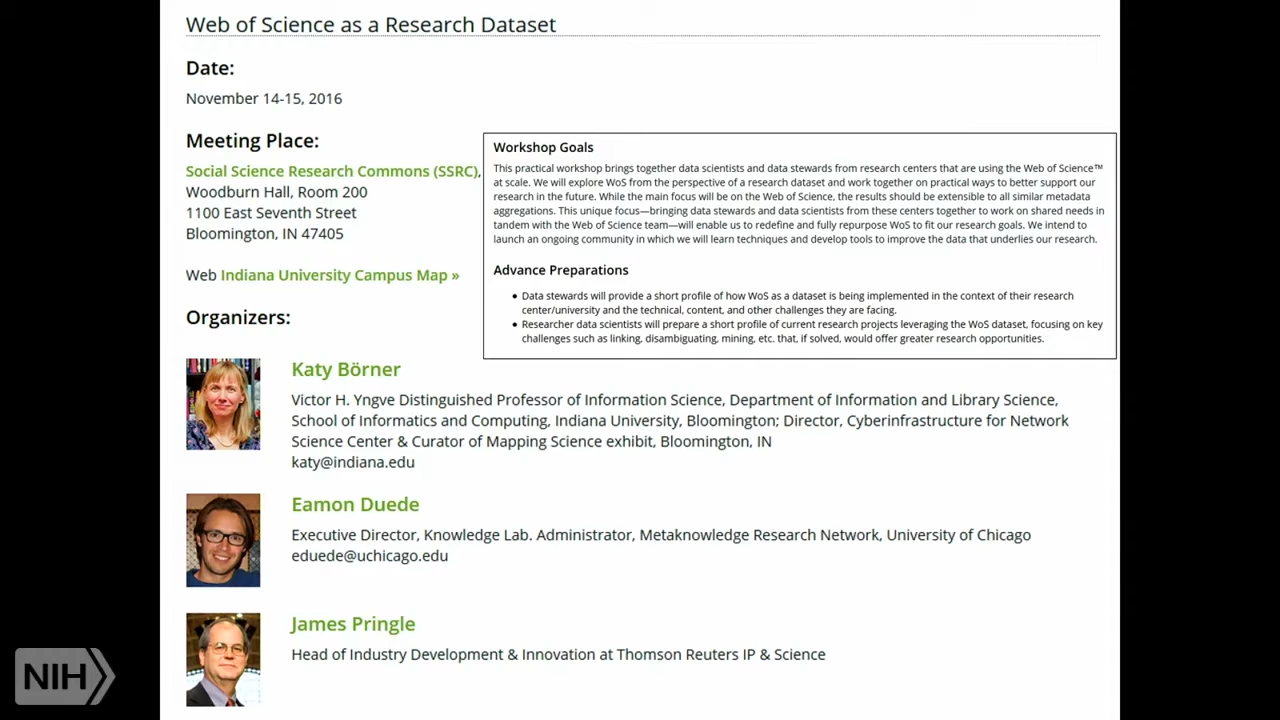 Web of Science as a Research Dataset
Date:
November 14-15, 2016
Meeting Place:
Social Science Research Commons (SSRC),
Woodburn Hall, Room 200
1100 East Seventh Street
Bloomington, IN 47405
Web Indiana University Campus Map »
Workshop Goals
This practical workshop brings together data scientists and data stewards from research centers that are using the Web of Science™
at scale. We will explore WoS from the perspective of a research dataset and work together on practical ways to better support our
research in the future. While the main focus will be on the Web of Science, the results should be extensible to all similar metadata
aggregations. This unique focus—bringing data stewards and data scientists from these centers together to work on shared needs in
tandem with the Web of Science team—will enable us to redefine and fully repurpose WoS to fit our research goals. We intend to
launch an ongoing community in which we will learn techniques and develop tools to improve the data that underlies our research.
Advance Preparations
• Data stewards will provide a short profile of how WoS as a dataset is being implemented in the context of their research
center/university and the technical, content, and other challenges they are facing.
• Researcher data scientists will prepare a short profile of current research projects leveraging the WoS dataset, focusing on key
challenges such as linking, disambiguating, mining, etc. that, if solved, would offer greater research opportunities.
Organizers:
Katy Börner
Victor H. Yngve Distinguished Professor of Information Science, Department of Information and Library Science,
School of Informatics and Computing, Indiana University, Bloomington; Director, Cyberinfrastructure for Network
Science Center & Curator of Mapping Science exhibit, Bloomington, IN
katy@indiana.edu
Eamon Duede
Executive Director, Knowledge Lab. Administrator, Metaknowledge Research Network, University of Chicago
eduede@uchicago.edu
James Pringle
Head of Industry Development & Innovation at Thomson Reuters IP & Science
NIH